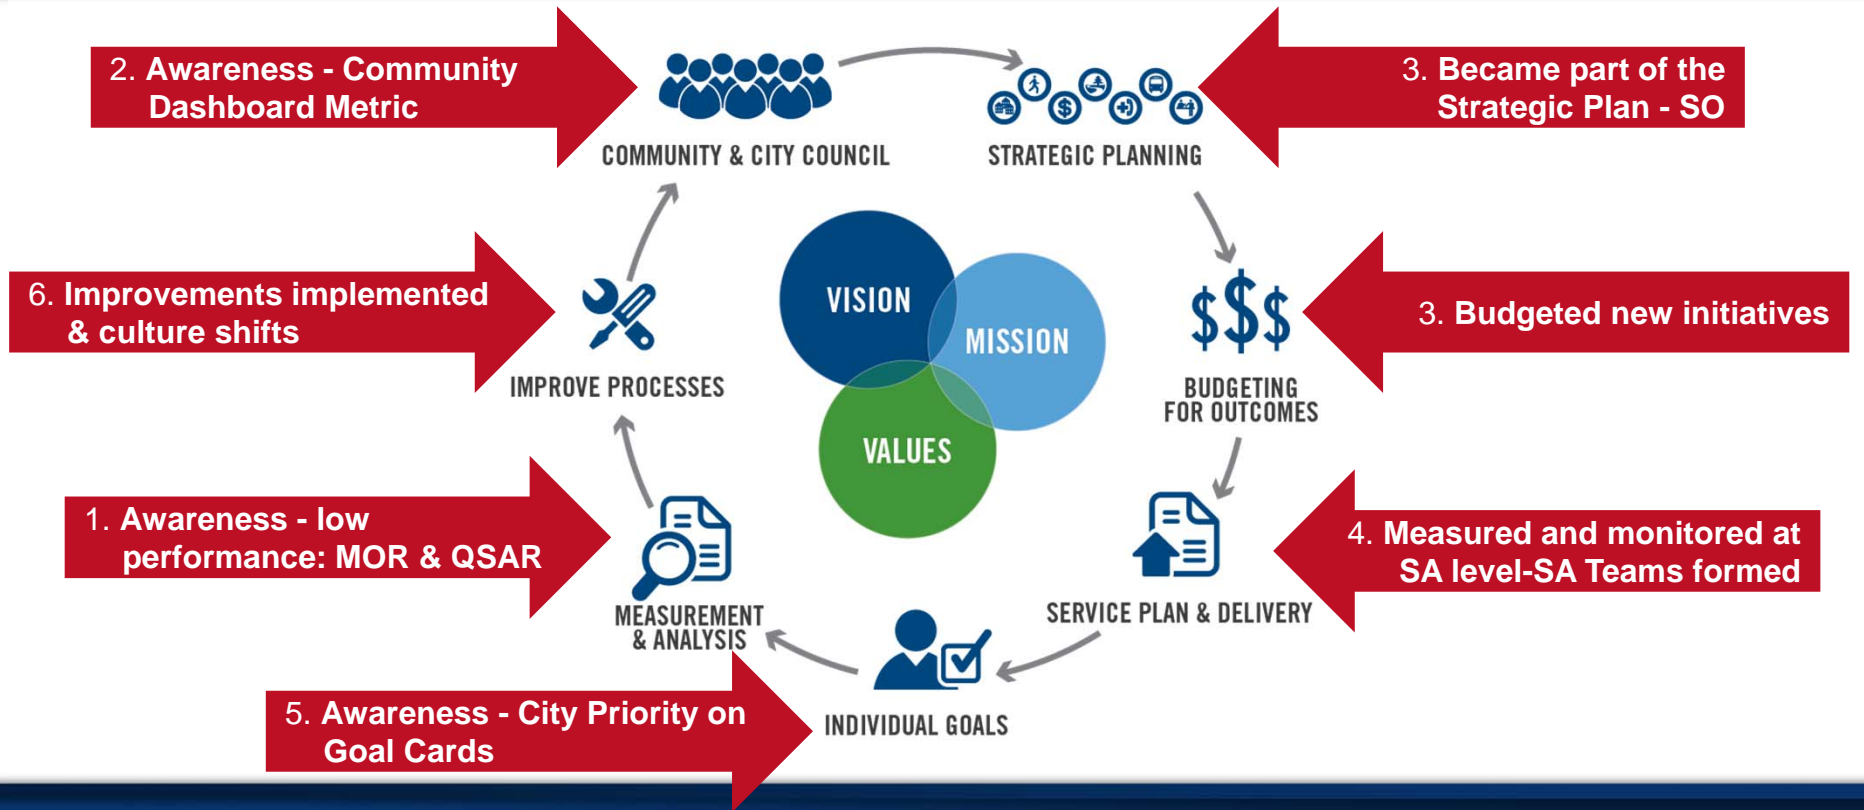 2. Awareness - Community
Dashboard Metric
COMMUNITY & CITY COUNCIL
STRATEGIC PLANNING
3. Became part of the
Strategic Plan - SO
6. Improvements implemented
& culture shifts
IMPROVE PROCESSES
VISION
MISSION
VALUES
$$$
BUDGETING
FOR OUTCOMES
3. Budgeted new initiatives
1. Awareness - low
performance: MOR & QSAR
MEASUREMENT
& ANALYSIS
SERVICE PLAN & DELIVERY
4. Measured and monitored at
SA level-SA Teams formed
5. Awareness - City Priority on
Goal Cards
INDIVIDUAL GOALS